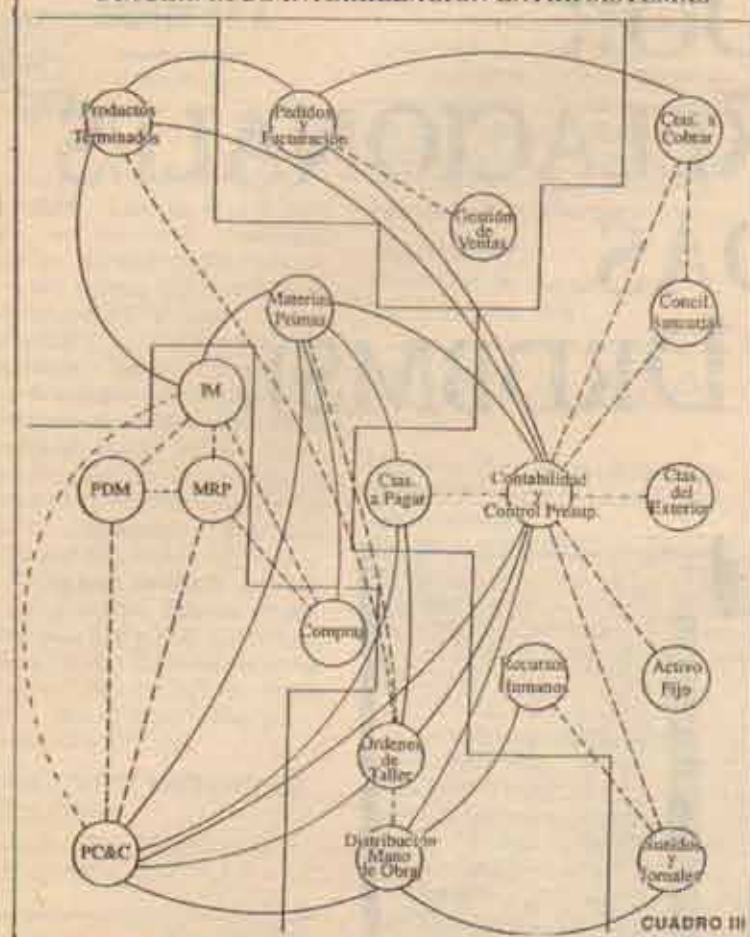 Productos
Terminados
Pedidos
y
Facturación
Ctas. a
Cobrar
Gestión
de
Ventas
Materias
Primas
Concil.
Bancarias
IM
PDM
MRP
Ctas.
a Pagar
Contabilidad
y
Control Presup.
Ctas.
del
Exterior
Compras
Recursos
Humanos
Activo
Fijo
Ordenes
de
Taller
PC&C
Distribución
Mano
de Obra
Sueldos
y
Jornales
CUADRO III